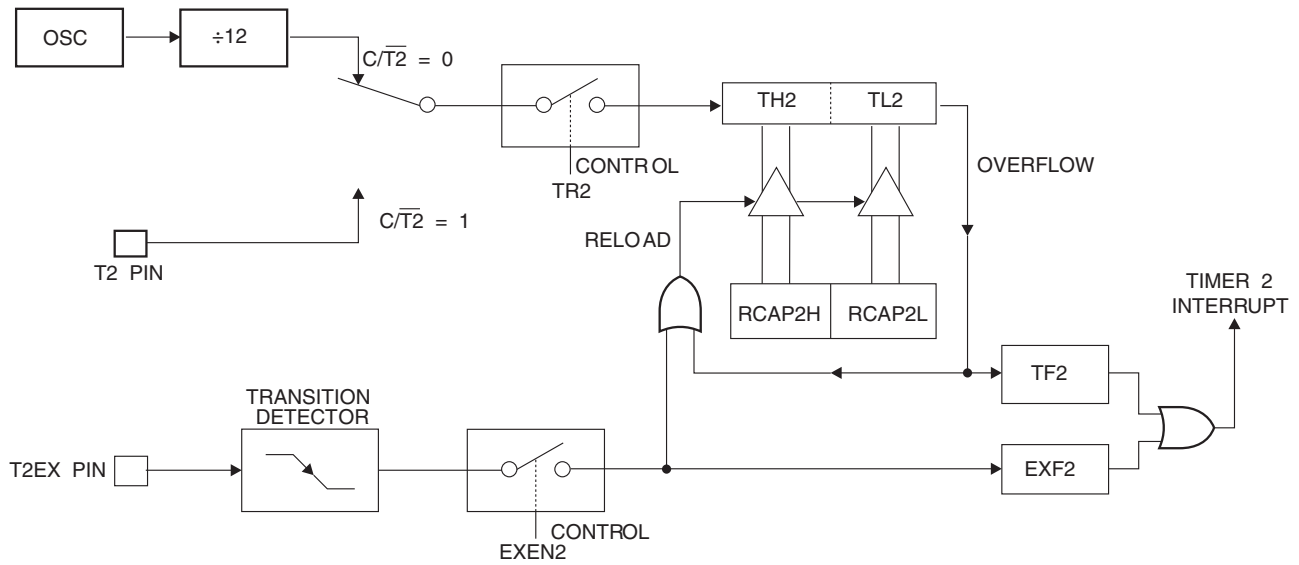 OSC
÷12
C/T2̅ = 0
TH2
TL2
OVERFLOW
CONTROL
TR2
C/T2̅ = 1
T2 PIN
RELOAD
RCAP2H
RCAP2L
TIMER 2
INTERRUPT
TF2
TRANSITION
DETECTOR
T2EX PIN
EXF2
CONTROL
EXEN2